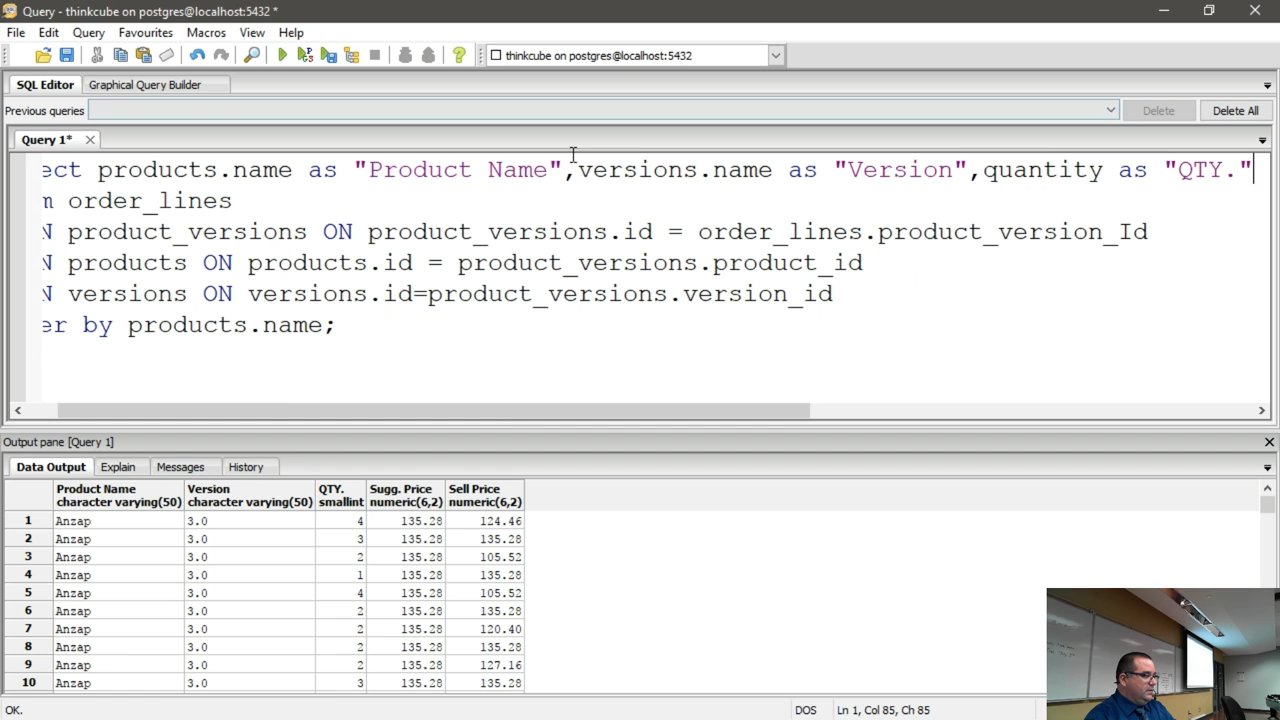 Query - thinkcube on postgres@localhost:5432 *
File Edit Query Favourites Macros View Help
thinkcube on postgres@localhost:5432
SQL Editor Graphical Query Builder
Previous queries Delete Delete All
Query 1*
ect products.name as "Product Name",versions.name as "Version",quantity as "QTY."
m order_lines
N product_versions ON product_versions.id = order_lines.product_version_Id
N products ON products.id = product_versions.product_id
N versions ON versions.id=product_versions.version_id
er by products.name;
Output pane [Query 1]
Data Output Explain Messages History
Product Name Version QTY. Sugg. Price Sell Price
character varying(50) character varying(50) smallint numeric(6,2) numeric(6,2)
1 Anzap 3.0 4 135.28 124.46
2 Anzap 3.0 3 135.28 135.28
3 Anzap 3.0 2 135.28 105.52
4 Anzap 3.0 1 135.28 135.28
5 Anzap 3.0 4 135.28 105.52
6 Anzap 3.0 2 135.28 135.28
7 Anzap 3.0 2 135.28 120.40
8 Anzap 3.0 2 135.28 135.28
9 Anzap 3.0 2 135.28 127.16
10 Anzap 3.0 3 135.28 135.28
OK. DOS Ln 1, Col 85, Ch 85